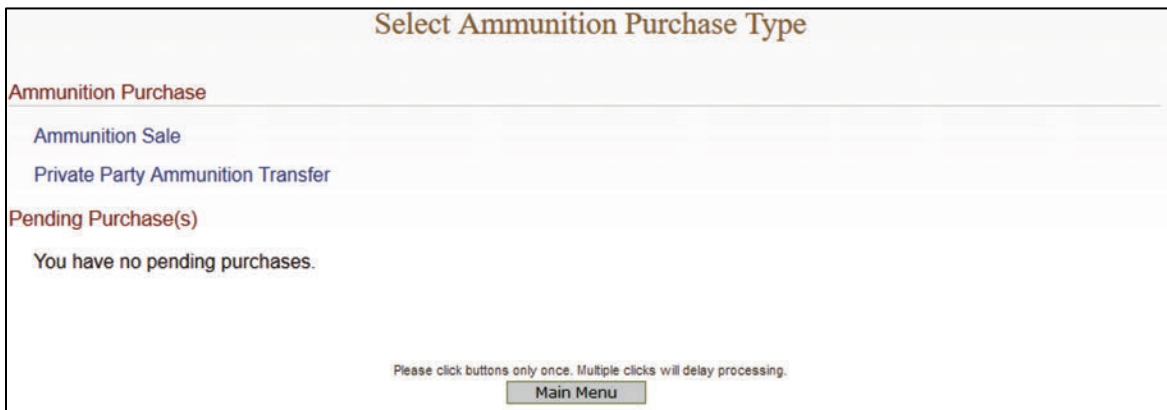 Select Ammunition Purchase Type
Ammunition Purchase
Ammunition Sale
Private Party Ammunition Transfer
Pending Purchase(s)
You have no pending purchases.
Please click buttons only once. Multiple clicks will delay processing.
Main Menu